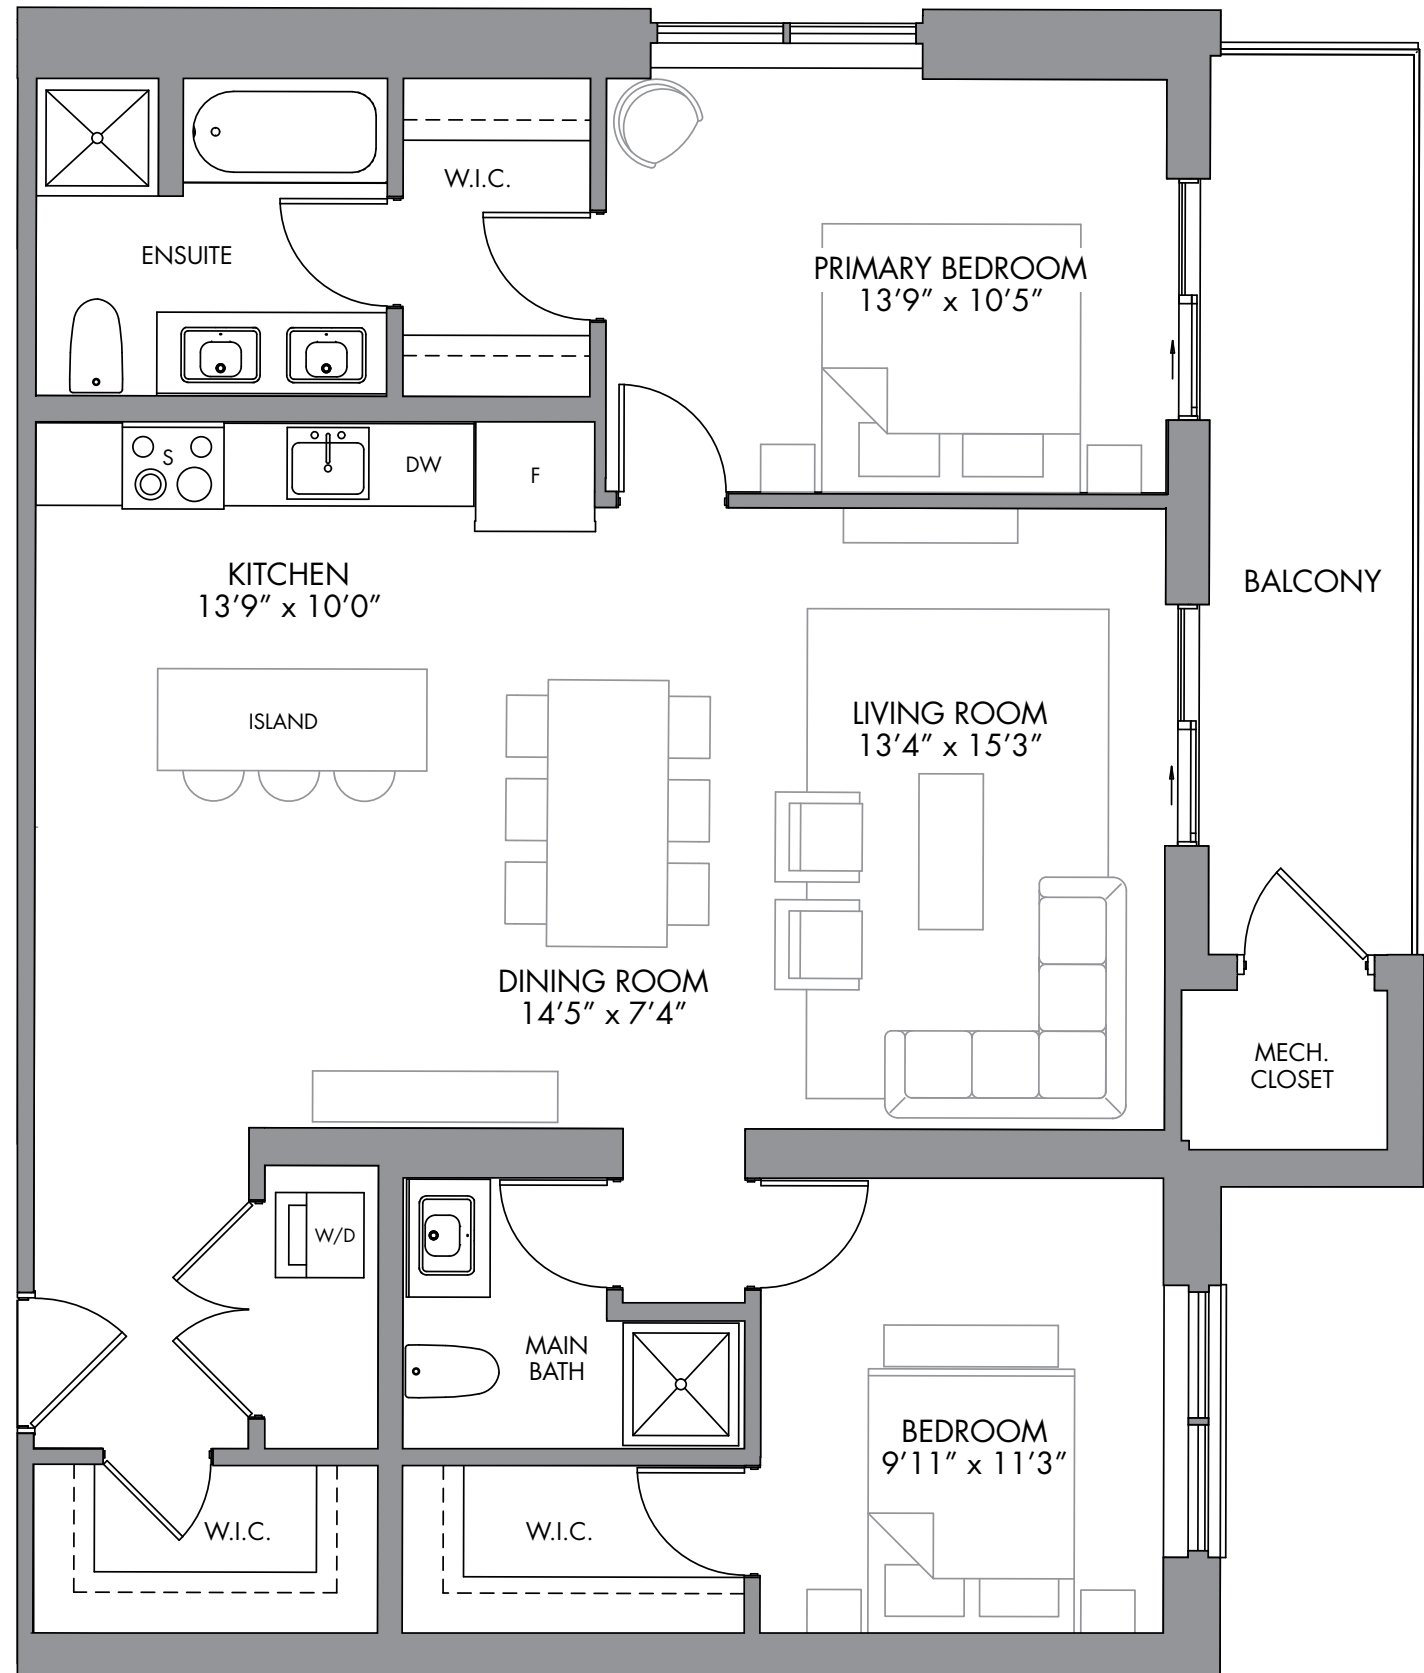 W.I.C.
ENSUITE
PRIMARY BEDROOM
13'9" x 10'5"
S
DW
F
KITCHEN
13'9" x 10'0"
BALCONY
ISLAND
LIVING ROOM
13'4" x 15'3"
DINING ROOM
14'5" x 7'4"
MECH.
CLOSET
W/D
MAIN
BATH
BEDROOM
9'11" x 11'3"
W.I.C.
W.I.C.